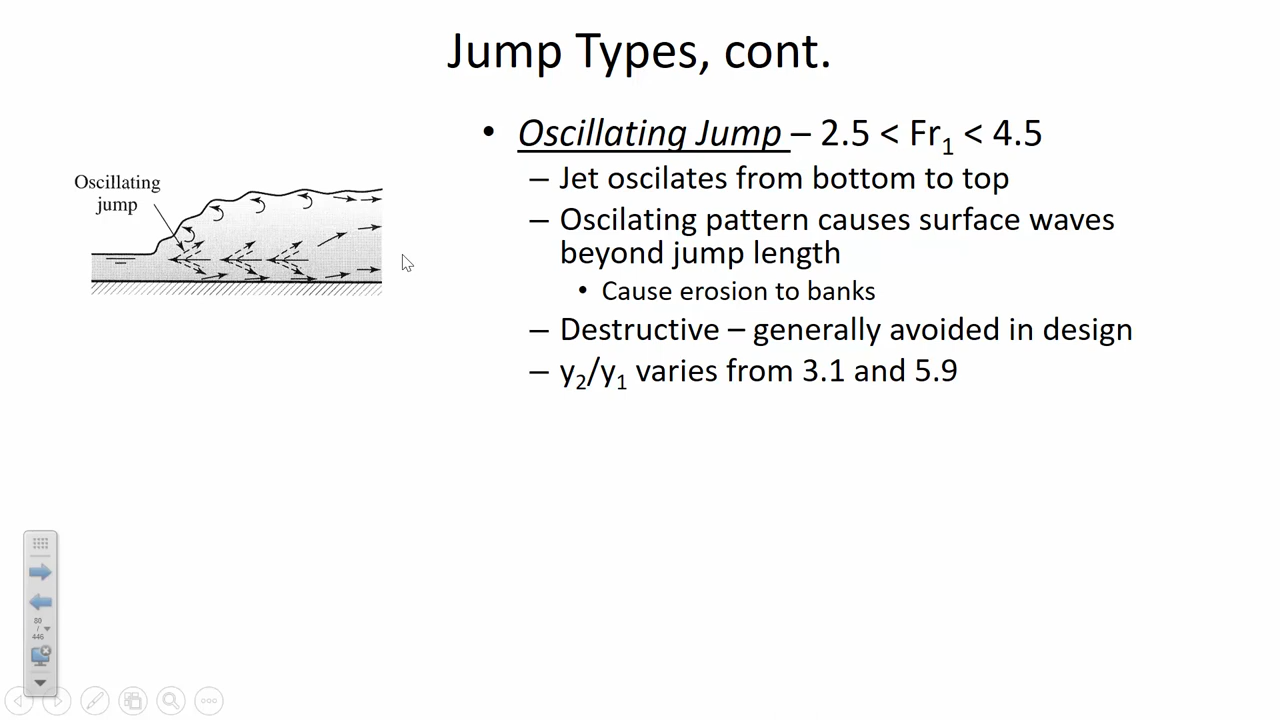 Jump Types, cont.
Oscillating
jump
• Oscillating Jump – 2.5 < Fr₁ < 4.5
– Jet oscilates from bottom to top
– Oscilating pattern causes surface waves
beyond jump length
• Cause erosion to banks
– Destructive – generally avoided in design
– y₂/y₁ varies from 3.1 and 5.9
80
/
446